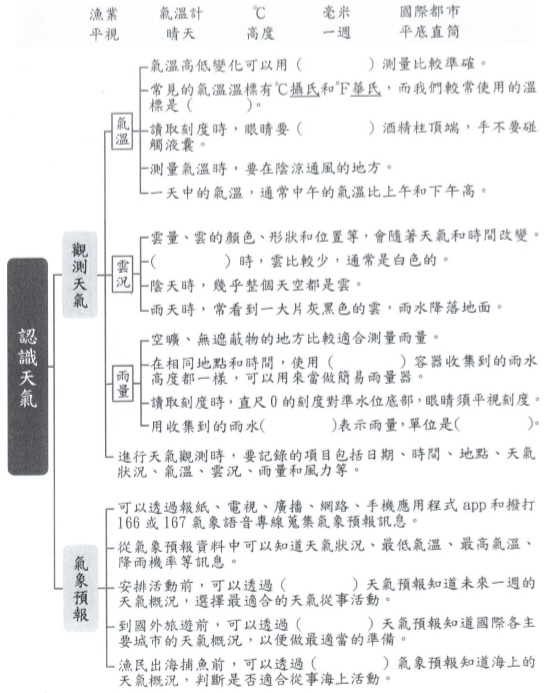 漁業 氣溫計 ℃ 毫米 國際都市
平視 晴天 高度 一週 平底直筒
認識天氣
觀測天氣
氣溫
氣溫高低變化可以用( )測量比較準確。
常見的氣溫溫標有℃攝氏和℉華氏,而我們較常使用的溫
標是( )。
讀取刻度時,眼睛要( )酒精柱頂端,手不要碰
觸液囊。
測量氣溫時,要在陰涼通風的地方。
一天中的氣溫,通常中午的氣溫比上午和下午高。
雲況
雲量、雲的顏色、形狀和位置等,會隨著天氣和時間改變。
( )時,雲比較少,通常是白色的。
陰天時,幾乎整個天空都是雲。
雨天時,常看到一大片灰黑色的雲,雨水降落地面。
雨量
空曠、無遮蔽物的地方比較適合測量雨量。
在相同地點和時間,使用( )容器收集到的雨水
高度都一樣,可以用來當做簡易雨量器。
讀取刻度時,直尺0的刻度對準水位底部,眼睛須平視刻度。
用收集到的雨水( )表示雨量,單位是( )。
進行天氣觀測時,要記錄的項目包括日期、時間、地點、天氣
狀況、氣溫、雲況、雨量和風力等。
氣象預報
可以透過報紙、電視、廣播、網路、手機應用程式 app 和撥打
166 或 167 氣象語音專線蒐集氣象預報訊息。
從氣象預報資料中可以知道天氣狀況、最低氣溫、最高氣溫、
降雨機率等訊息。
安排活動前,可以透過( )天氣預報知道未來一週的
天氣概況,選擇最適合的天氣從事活動。
到國外旅遊前,可以透過( )天氣預報知道國際各主
要城市的天氣概況,以便做最適當的準備。
漁民出海捕魚前,可以透過( )氣象預報知道海上的
天氣概況,判斷是否適合從事海上活動。